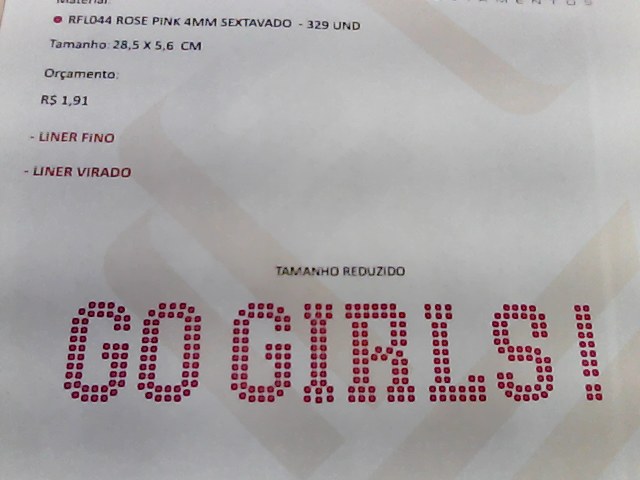 Material:
RFL044 ROSE PINK 4MM SEXTAVADO - 329 UND
Tamanho: 28,5 X 5,6 CM
Orçamento:
R$ 1,91
- LINER FINO
- LINER VIRADO
TAMANHO REDUZIDO
GO GIRLS!